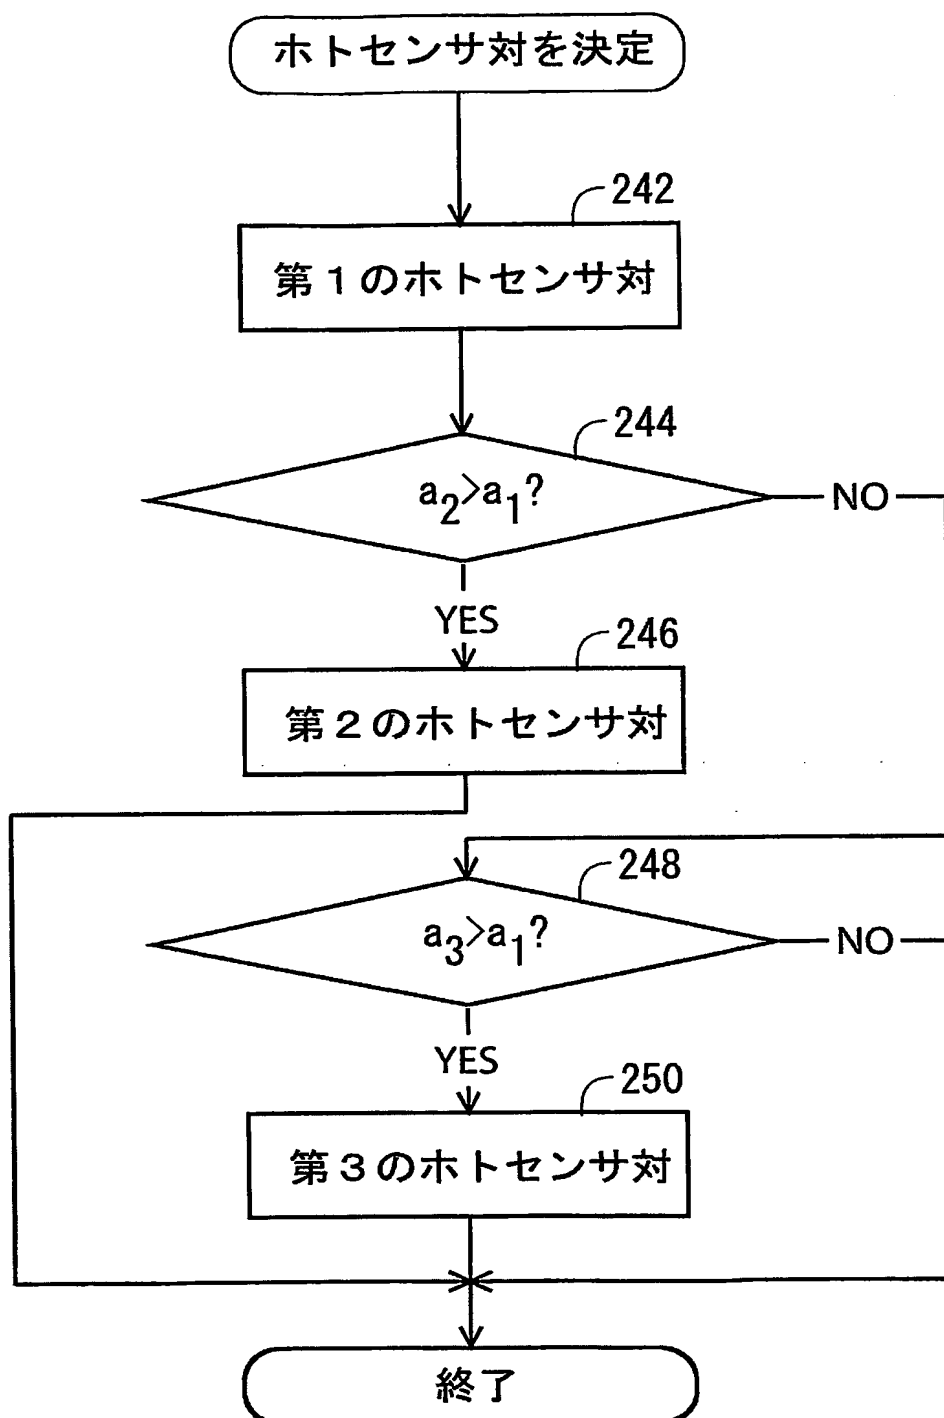 ホトセンサ対を決定
242
第1のホトセンサ対
244
a2>a1?
NO
YES
246
第2のホトセンサ対
248
a3>a1?
NO
YES
250
第3のホトセンサ対
終了